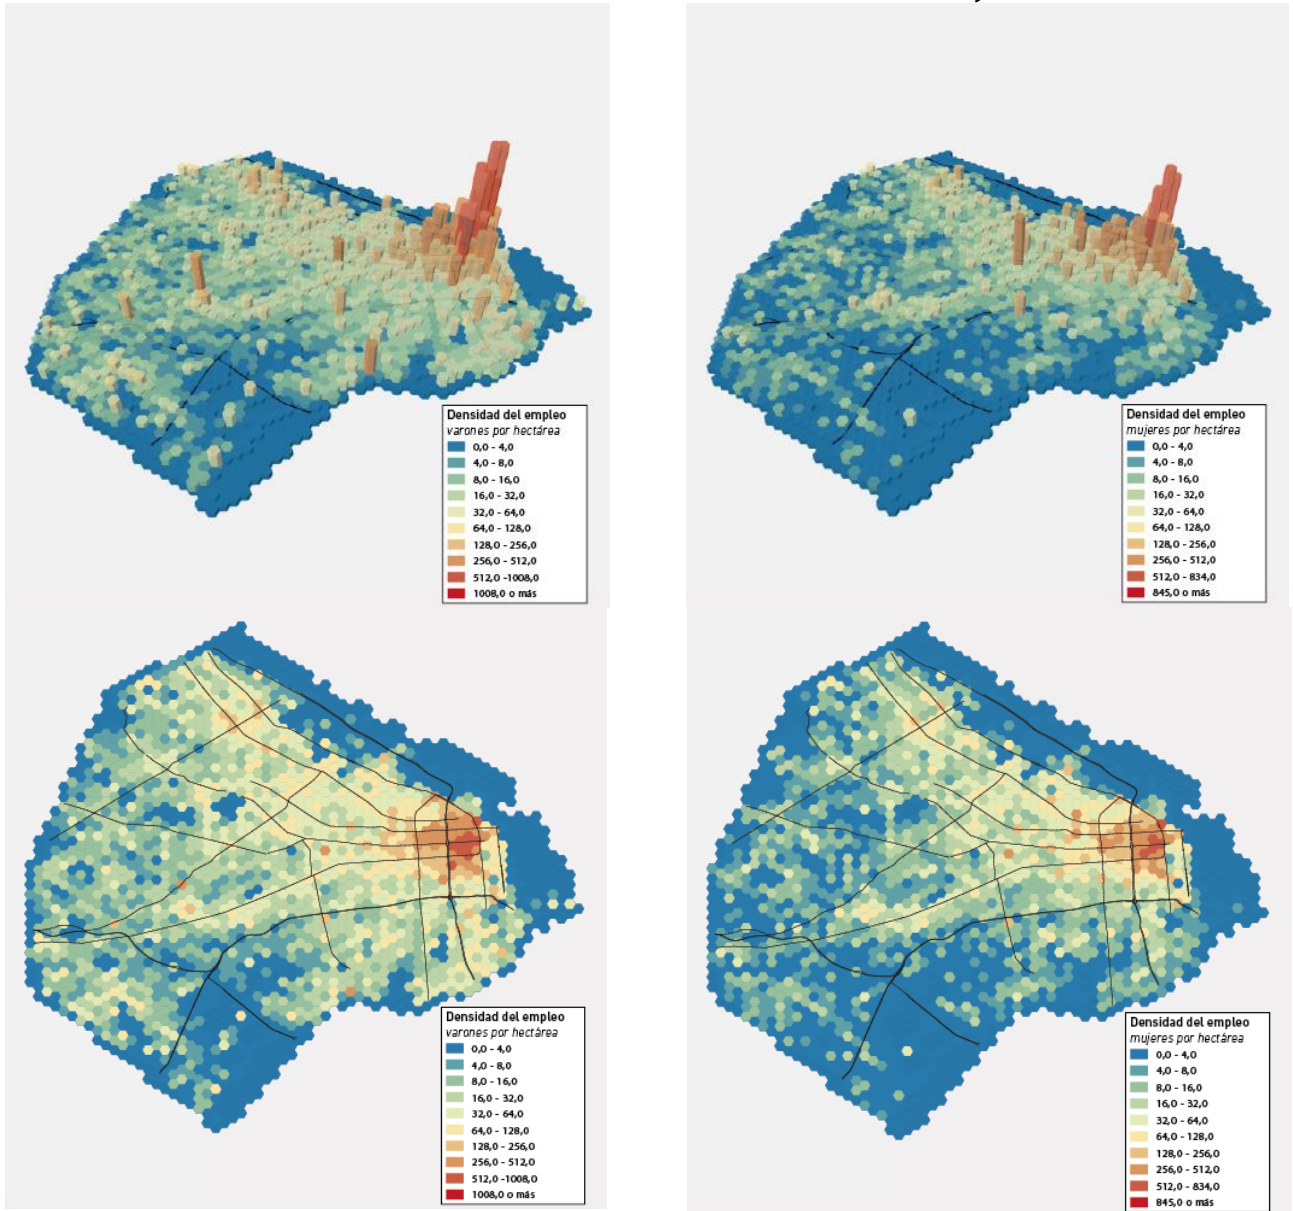 Densidad del empleo
varones por hectárea
0,0 - 4,0
4,0 - 8,0
8,0 - 16,0
16,0 - 32,0
32,0 - 64,0
64,0 - 128,0
128,0 - 256,0
256,0 - 512,0
512,0 -1008,0
1008,0 o más
Densidad del empleo
mujeres por hectárea
0,0 - 4,0
4,0 - 8,0
8,0 - 16,0
16,0 - 32,0
32,0 - 64,0
64,0 - 128,0
128,0 - 256,0
256,0 - 512,0
512,0 - 834,0
845,0 o más
Densidad del empleo
varones por hectárea
0,0 - 4,0
4,0 - 8,0
8,0 - 16,0
16,0 - 32,0
32,0 - 64,0
64,0 - 128,0
128,0 - 256,0
256,0 - 512,0
512,0 -1008,0
1008,0 o más
Densidad del empleo
mujeres por hectárea
0,0 - 4,0
4,0 - 8,0
8,0 - 16,0
16,0 - 32,0
32,0 - 64,0
64,0 - 128,0
128,0 - 256,0
256,0 - 512,0
512,0 - 834,0
845,0 o más